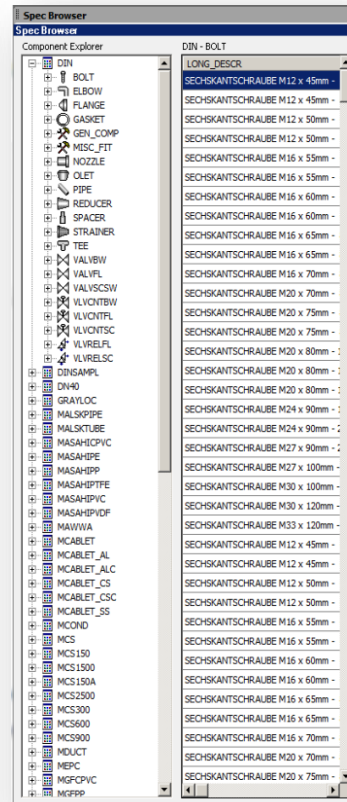 Spec Browser
Spec Browser
Component Explorer
DIN
BOLT
ELBOW
FLANGE
GASKET
GEN_COMP
MISC_FIT
NOZZLE
OLET
PIPE
REDUCER
SPACER
STRAINER
TEE
VALVBW
VALVFL
VALVSCSW
VLVCNTBW
VLVCNTFL
VLVCNTSC
VLVRELFL
VLVRELSC
DINSAMPL
DN40
GRAYLOC
MALSKPIPE
MALSKTUBE
MASAHICPVC
MASAHIPE
MASAHIPP
MASAHIPTFE
MASAHIPVC
MASAHIPVDF
MAWWA
MCABLET
MCABLET_AL
MCABLET_ALC
MCABLET_CS
MCABLET_CSC
MCABLET_SS
MCOND
MCS
MCS150
MCS1500
MCS150A
MCS2500
MCS300
MCS600
MCS900
MDUCT
MEPC
MGFCPVC
MGFPP
DIN - BOLT
LONG_DESCR
SECHSKANTSCHRAUBE M12 x 45mm -
SECHSKANTSCHRAUBE M12 x 45mm -
SECHSKANTSCHRAUBE M12 x 50mm -
SECHSKANTSCHRAUBE M12 x 50mm -
SECHSKANTSCHRAUBE M16 x 55mm -
SECHSKANTSCHRAUBE M16 x 55mm -
SECHSKANTSCHRAUBE M16 x 60mm -
SECHSKANTSCHRAUBE M16 x 60mm -
SECHSKANTSCHRAUBE M16 x 65mm -
SECHSKANTSCHRAUBE M16 x 65mm -
SECHSKANTSCHRAUBE M16 x 70mm -
SECHSKANTSCHRAUBE M20 x 70mm -
SECHSKANTSCHRAUBE M20 x 75mm -
SECHSKANTSCHRAUBE M20 x 75mm -
SECHSKANTSCHRAUBE M20 x 80mm -
SECHSKANTSCHRAUBE M20 x 80mm -
SECHSKANTSCHRAUBE M20 x 80mm -
SECHSKANTSCHRAUBE M24 x 90mm -
SECHSKANTSCHRAUBE M24 x 90mm - 2
SECHSKANTSCHRAUBE M27 x 90mm - 2
SECHSKANTSCHRAUBE M27 x 100mm -
SECHSKANTSCHRAUBE M30 x 100mm -
SECHSKANTSCHRAUBE M30 x 120mm -
SECHSKANTSCHRAUBE M33 x 120mm -
SECHSKANTSCHRAUBE M12 x 45mm -
SECHSKANTSCHRAUBE M12 x 45mm -
SECHSKANTSCHRAUBE M12 x 50mm -
SECHSKANTSCHRAUBE M16 x 55mm -
SECHSKANTSCHRAUBE M16 x 55mm -
SECHSKANTSCHRAUBE M16 x 60mm -
SECHSKANTSCHRAUBE M16 x 60mm -
SECHSKANTSCHRAUBE M16 x 65mm -
SECHSKANTSCHRAUBE M16 x 65mm -
SECHSKANTSCHRAUBE M16 x 70mm -
SECHSKANTSCHRAUBE M20 x 70mm -
SECHSKANTSCHRAUBE M20 x 75mm -